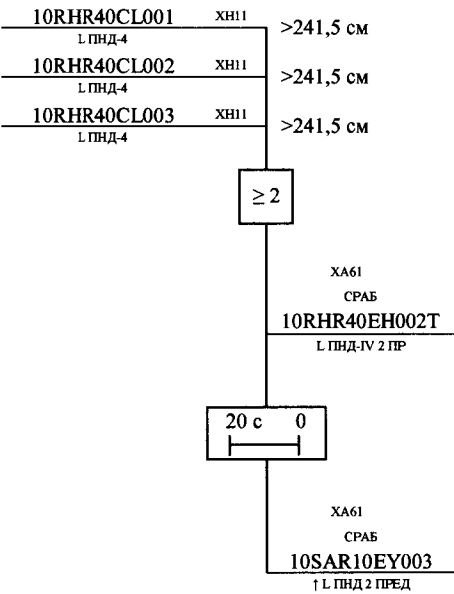 10RHR40CL001 XH11 >241,5 см
L ПНД-4
10RHR40CL002 XH11 >241,5 см
L ПНД-4
10RHR40CL003 XH11 >241,5 см
L ПНД-4
≥ 2
XA61
СРАБ
10RHR40EH002T
L ПНД-IV 2 ПР
20 с 0
XA61
СРАБ
10SAR10EY003
↑ L ПНД 2 ПРЕД